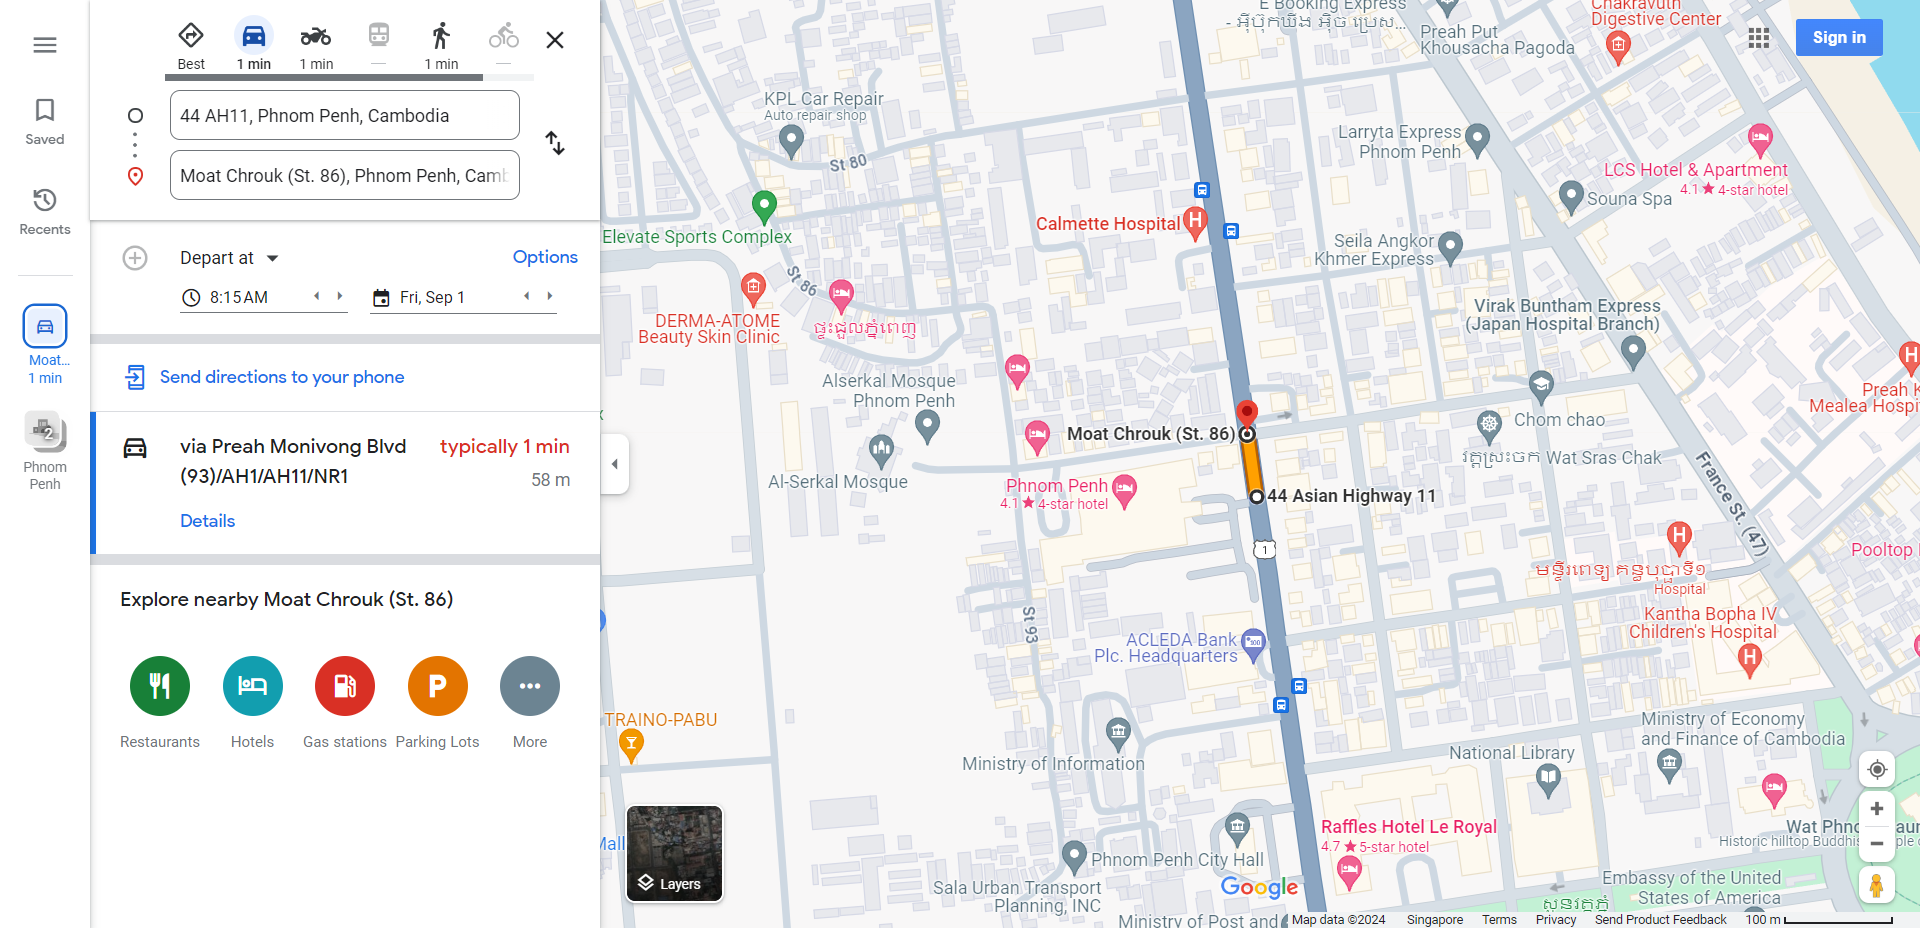 Saved
Recents
Moat...
1 min
2
Phnom
Penh
Best
1 min
1 min
—
1 min
—
44 AH11, Phnom Penh, Cambodia
Moat Chrouk (St. 86), Phnom Penh, Camb
Depart at
Options
8:15 AM
Fri, Sep 1
Send directions to your phone
via Preah Monivong Blvd
(93)/AH1/AH11/NR1
typically 1 min
58 m
Details
Explore nearby Moat Chrouk (St. 86)
P
Restaurants
Hotels
Gas stations
Parking Lots
More
Sign in
E Booking Express
Preah Put
Khousacha Pagoda
Chakravuth
Digestive Center
KPL Car Repair
Auto repair shop
St 80
Larryta Express
Phnom Penh
LCS Hotel & Apartment
4.1 ★ 4-star hotel
Souna Spa
Calmette Hospital
Elevate Sports Complex
Seila Angkor
Khmer Express
St 86
DERMA-ATOME
Beauty Skin Clinic
ផ្ទះជួលភ្នំពេញ
Virak Buntham Express
(Japan Hospital Branch)
Alserkal Mosque
Phnom Penh
Preah K
Mealea Hospi
Chom chao
Moat Chrouk (St. 86)
វត្តស្រះចក Wat Sras Chak
Al-Serkal Mosque
Phnom Penh
4.1 ★ 4-star hotel
44 Asian Highway 11
France St. (47)
1
Pooltop
មន្ទីរពេទ្យ គន្ធបុប្ផាទី១
Hospital
Kantha Bopha IV
Children's Hospital
St 93
ACLEDA Bank
Plc. Headquarters
TRAINO-PABU
Ministry of Economy
and Finance of Cambodia
National Library
Ministry of Information
Raffles Hotel Le Royal
4.7 ★ 5-star hotel
Wat Phno
Historic hilltop Buddhis
Mall
Layers
Phnom Penh City Hall
Sala Urban Transport
Planning, INC
Google
Embassy of the United
States of America
សួនវត្តភ្នំ
Ministry of Post and
Map data ©2024
Singapore
Terms
Privacy
Send Product Feedback
100 m